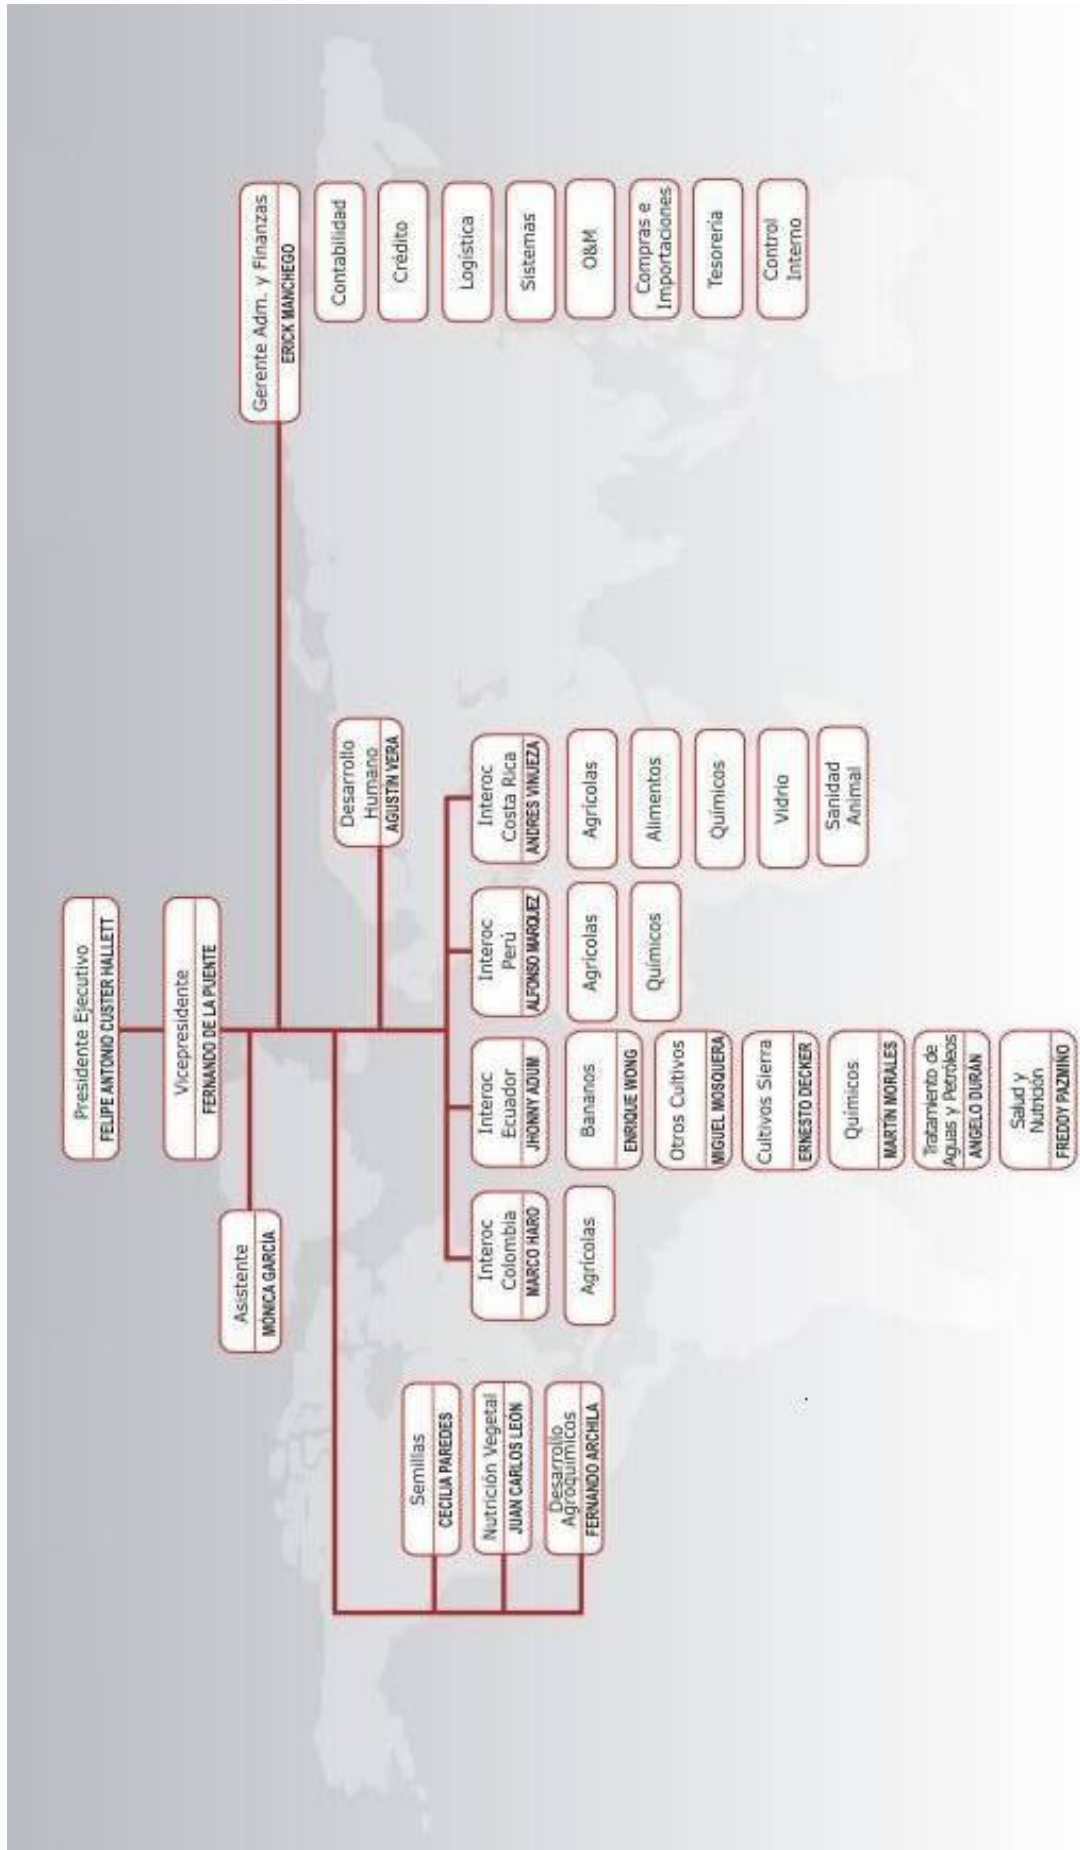 Presidente Ejecutivo
FELIPE ANTONIO CUSTER HALLETT
Vicepresidente
FERNANDO DE LA PUENTE
Asistente
MÓNICA GARCÍA
Gerente Adm. y Finanzas
ERICK MANCHEGO
Contabilidad
Crédito
Logística
Sistemas
O&M
Compras e
Importaciones
Tesorería
Control
Interno
Desarrollo
Humano
AGUSTÍN VERA
Semillas
CECILIA PAREDES
Nutrición Vegetal
JUAN CARLOS LEÓN
Desarrollo
Agroquímicos
FERNANDO ARCHILA
Interoc
Colombia
MARCO HARO
Agrícolas
Interoc
Ecuador
JHONNY ADUM
Bananos
ENRIQUE WONG
Otros Cultivos
MIGUEL MOSQUERA
Cultivos Sierra
ERNESTO DECKER
Químicos
MARTÍN MORALES
Tratamiento de
Aguas y Petróleos
ANGELO DURÁN
Salud y
Nutrición
FREDDY PAZMIÑO
Interoc
Perú
ALFONSO MARQUEZ
Agrícolas
Químicos
Interoc
Costa Rica
ANDRES VINUEZA
Agrícolas
Alimentos
Químicos
Vidrio
Sanidad
Animal